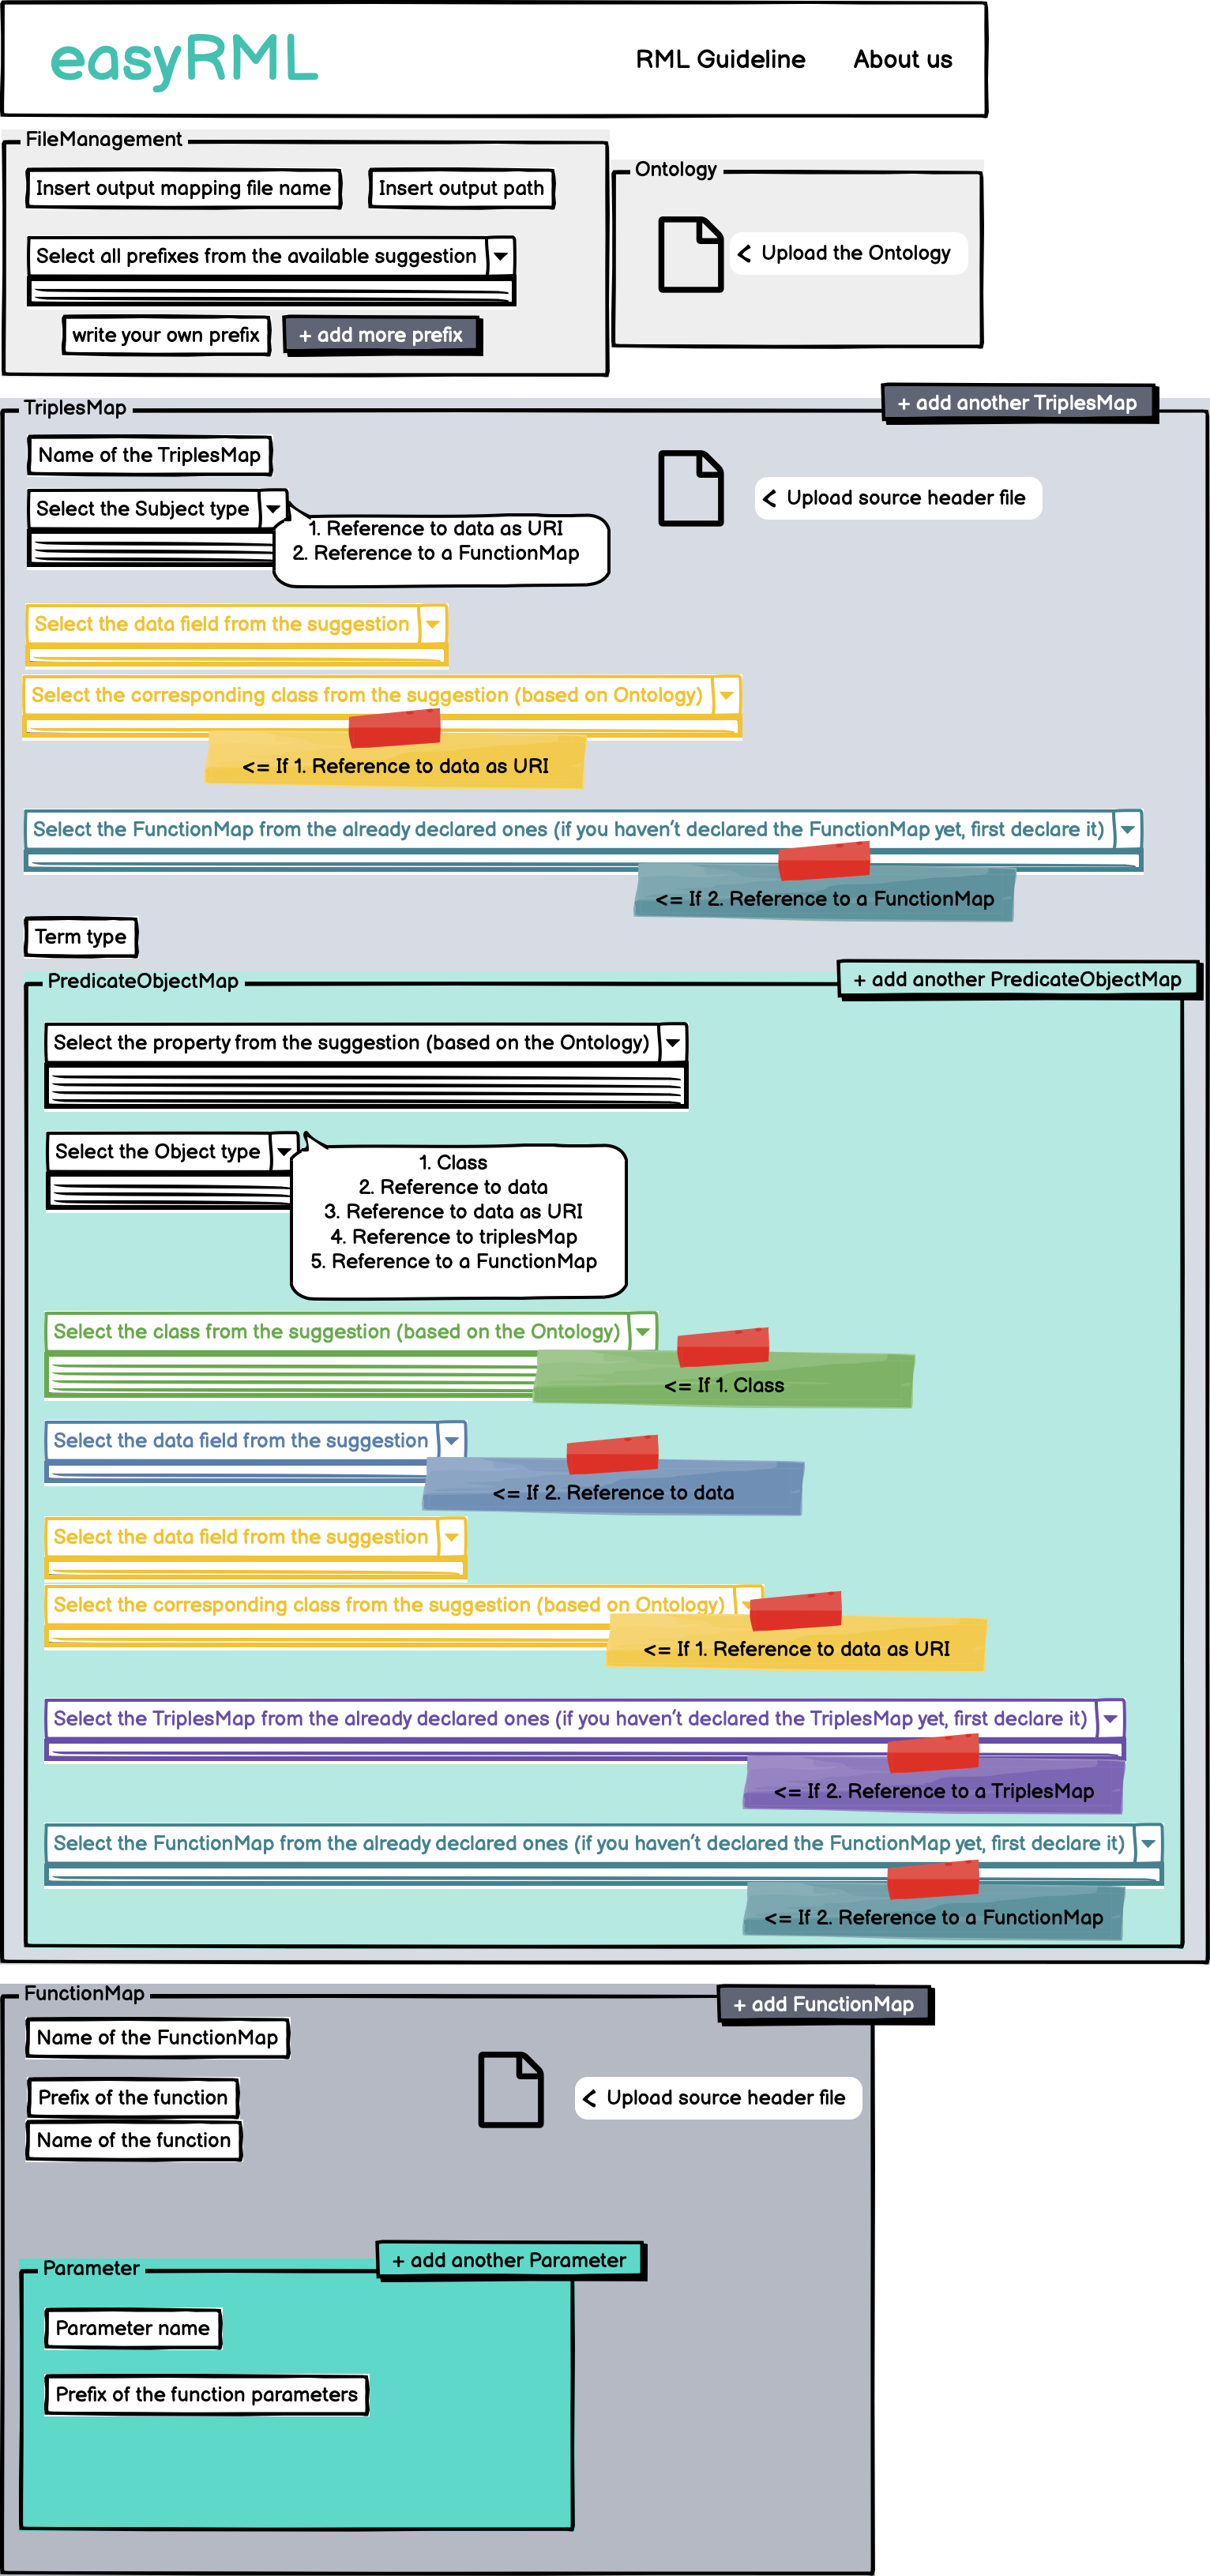 easyRML
RML Guideline
About us
FileManagement
Insert output mapping file name
Insert output path
Select all prefixes from the available suggestion
write your own prefix
+ add more prefix
Ontology
< Upload the Ontology
TriplesMap
+ add another TriplesMap
Name of the TriplesMap
< Upload source header file
Select the Subject type
1. Reference to data as URI
2. Reference to a FunctionMap
Select the data field from the suggestion
Select the corresponding class from the suggestion (based on Ontology)
<= If 1. Reference to data as URI
Select the FunctionMap from the already declared ones (if you haven't declared the FunctionMap yet, first declare it)
<= If 2. Reference to a FunctionMap
Term type
PredicateObjectMap
+ add another PredicateObjectMap
Select the property from the suggestion (based on the Ontology)
Select the Object type
1. Class
2. Reference to data
3. Reference to data as URI
4. Reference to triplesMap
5. Reference to a FunctionMap
Select the class from the suggestion (based on the Ontology)
<= If 1. Class
Select the data field from the suggestion
<= If 2. Reference to data
Select the data field from the suggestion
Select the corresponding class from the suggestion (based on Ontology)
<= If 1. Reference to data as URI
Select the TriplesMap from the already declared ones (if you haven't declared the TriplesMap yet, first declare it)
<= If 2. Reference to a TriplesMap
Select the FunctionMap from the already declared ones (if you haven't declared the FunctionMap yet, first declare it)
<= If 2. Reference to a FunctionMap
FunctionMap
+ add FunctionMap
Name of the FunctionMap
Prefix of the function
< Upload source header file
Name of the function
Parameter
+ add another Parameter
Parameter name
Prefix of the function parameters